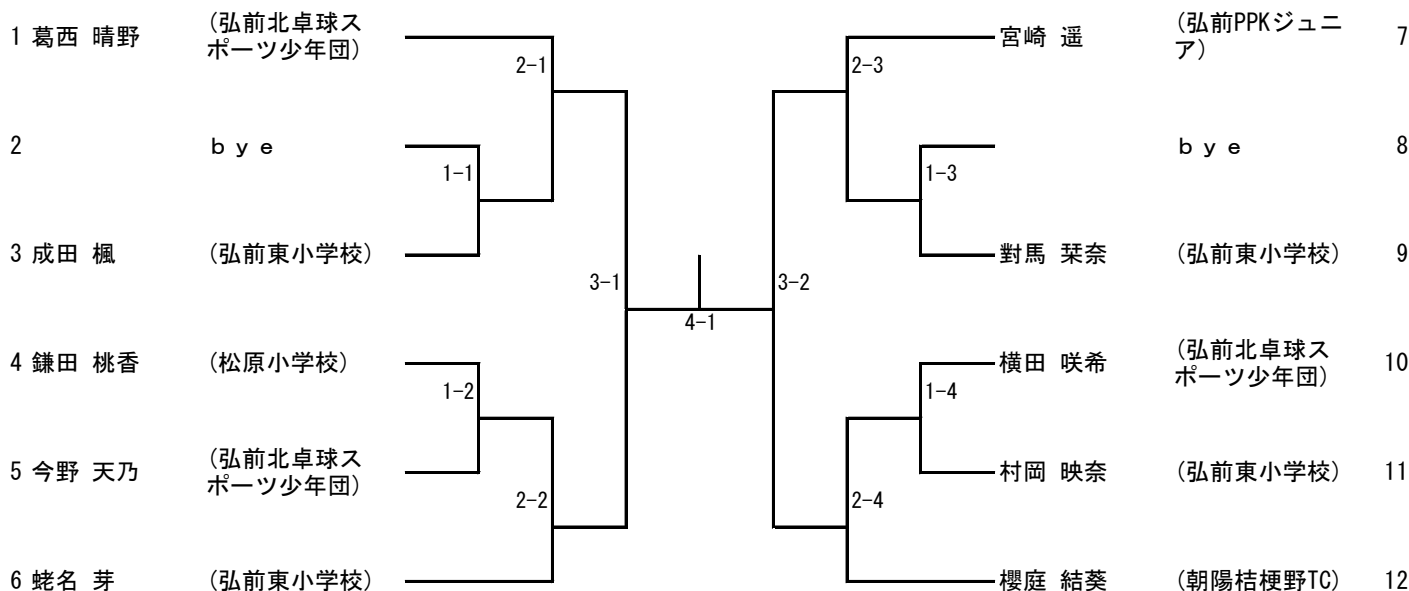 1 葛西 晴野 (弘前北卓球ス
ポーツ少年団)
2-1
2 ｂｙｅ
1-1
3 成田 楓 (弘前東小学校)
3-1
4 鎌田 桃香 (松原小学校)
1-2
5 今野 天乃 (弘前北卓球ス
ポーツ少年団)
2-2
6 蛯名 芽 (弘前東小学校)
4-1
宮崎 遥 (弘前PPKジュニ
ア) 7
2-3
ｂｙｅ 8
1-3
對馬 栞奈 (弘前東小学校) 9
3-2
横田 咲希 (弘前北卓球ス
ポーツ少年団) 10
1-4
村岡 映奈 (弘前東小学校) 11
2-4
櫻庭 結葵 (朝陽桔梗野TC) 12